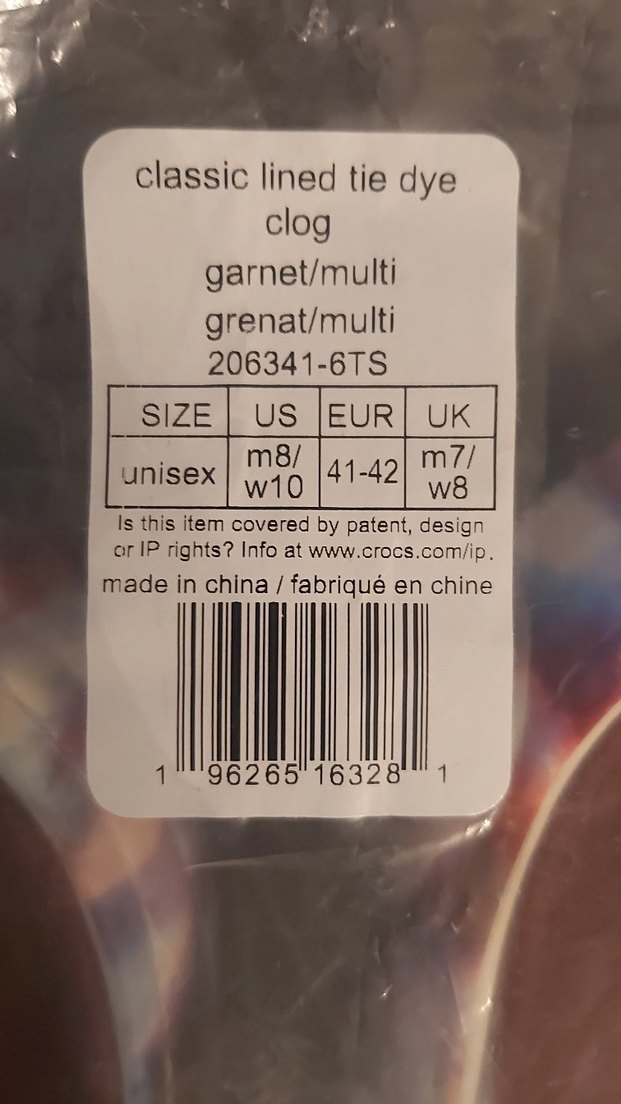 classic lined tie dye
clog
garnet/multi
grenat/multi
206341-6TS
SIZE US EUR UK
unisex m8/ w10 41-42 m7/ w8
Is this item covered by patent, design
or IP rights? Info at www.crocs.com/ip.
made in china / fabriqué en chine
1 96265 16328 1